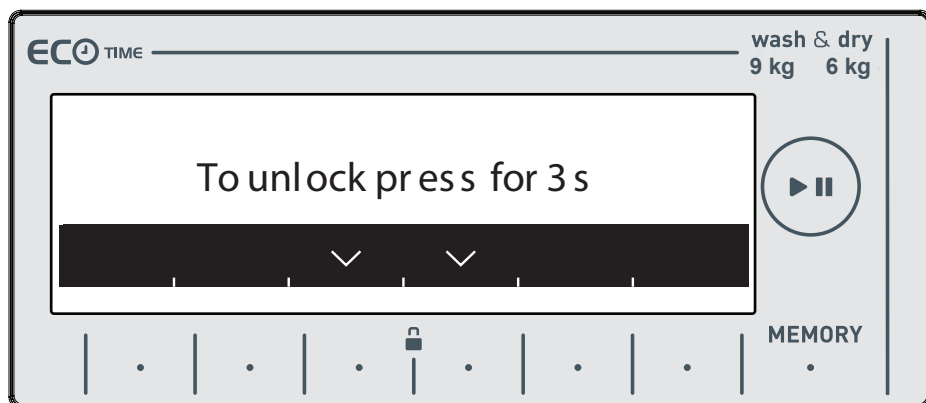 ECO TIME
wash & dry
9 kg 6 kg
To unlock press for 3 s
MEMORY